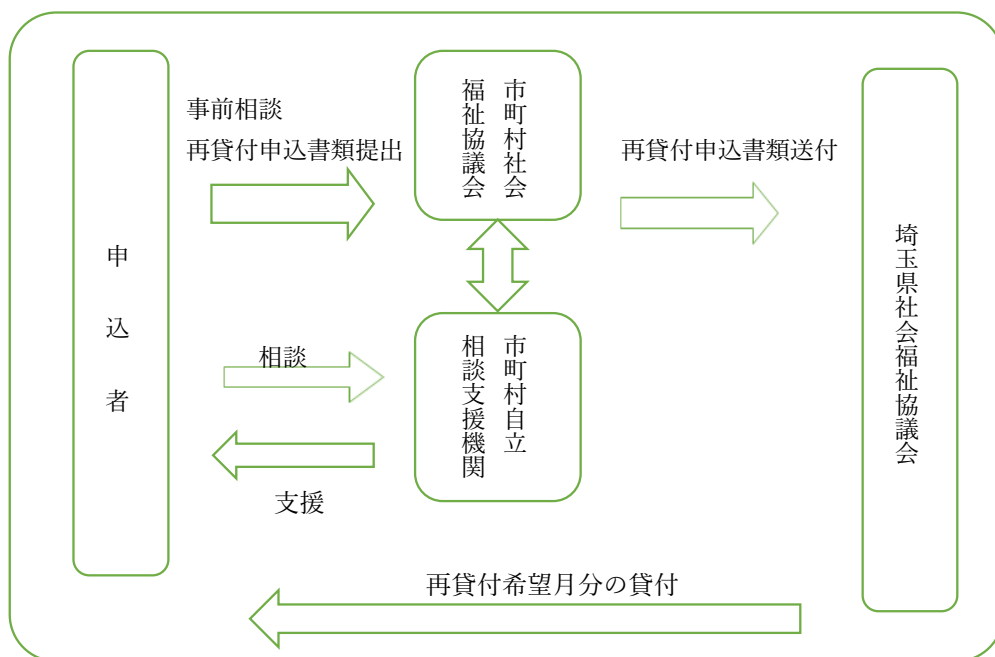 申込者
事前相談
再貸付申込書類提出
市町村社会
福祉協議会
再貸付申込書類送付
埼玉県社会福祉協議会
相談
市町村自立
相談支援機関
支援
再貸付希望月分の貸付